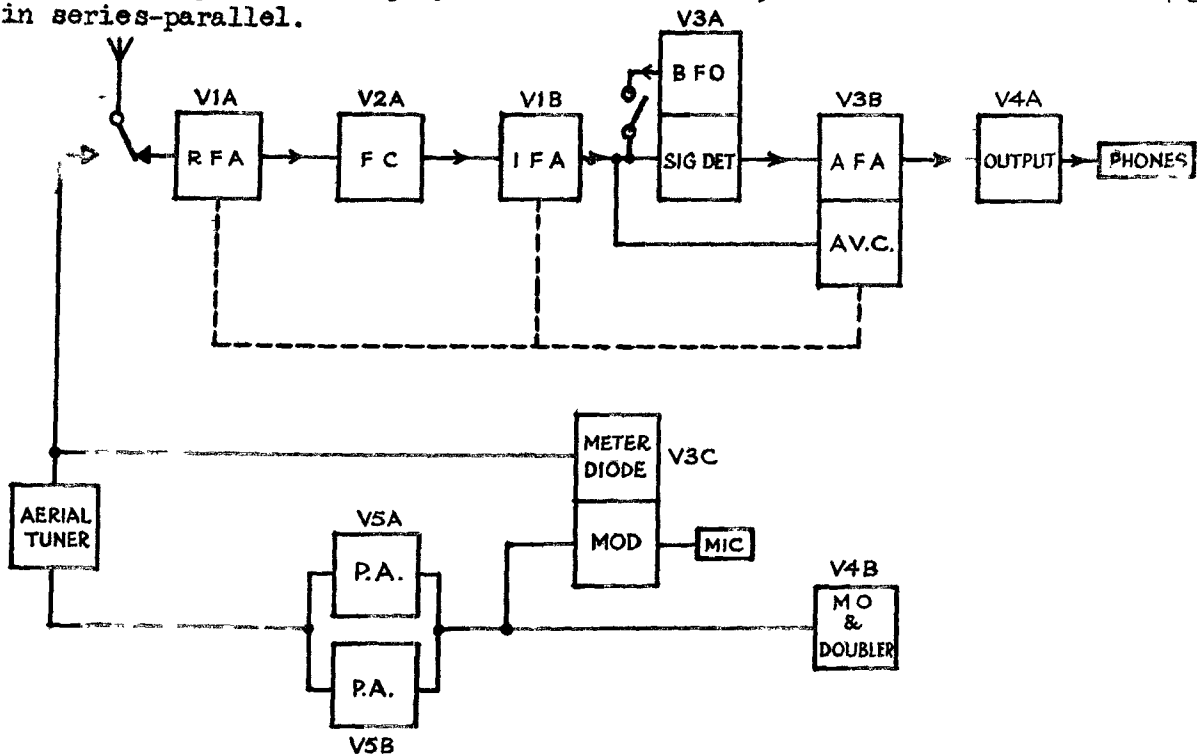 in series-parallel.
V3A
BFO
V1A
V2A
V1B
V3B
V4A
RFA
FC
IFA
SIG DET
AFA
OUTPUT
PHONES
A.V.C.
METER
DIODE
V3C
AERIAL
TUNER
V5A
P.A.
MOD
MIC
V4B
MO
&
DOUBLER
P.A.
V5B